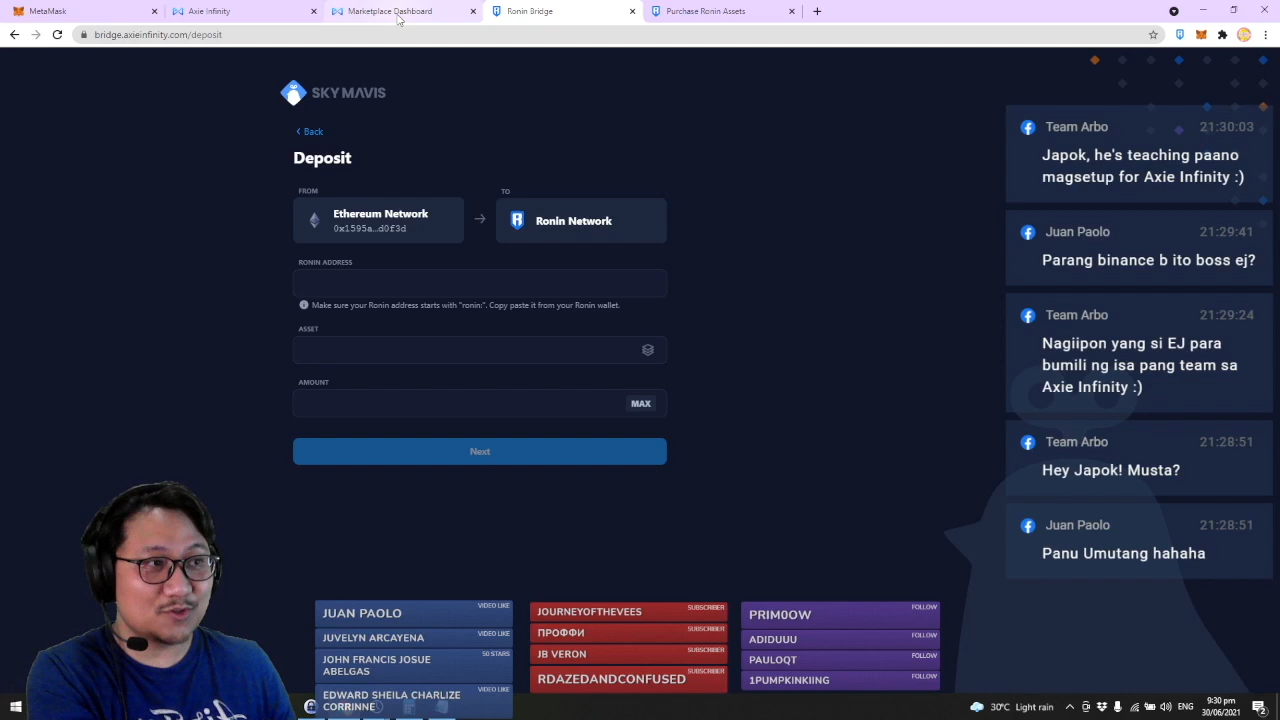 MetaMask
Axie Infinity
Marketplace Dashboard
Ronin Bridge
Purchase Ronin Assets
bridge.axieinfinity.com/deposit
SKY MAVIS
Back
Deposit
FROM
TO
Ethereum Network
0x1595a...d0f3d
Ronin Network
RONIN ADDRESS
Make sure your Ronin address starts with "ronin:". Copy paste it from your Ronin wallet.
ASSET
AMOUNT
MAX
Next
Team Arbo 21:30:03
Japok, he's teaching paano
magsetup for Axie Infinity :)
Juan Paolo 21:29:41
Parang binance b ito boss ej?
Team Arbo 21:29:24
Nagiipon yang si EJ para
bumili ng isa pang team sa
Axie Infinity :)
Team Arbo 21:28:51
Hey Japok! Musta?
Juan Paolo 21:28:51
Panu Umutang hahaha
JUAN PAOLO VIDEO LIKE
JUVELYN ARCAYENA VIDEO LIKE
JOHN FRANCIS JOSUE 50 STARS
ABELGAS
EDWARD SHEILA CHARLIZE VIDEO LIKE
CORRINNE
JOURNEYOFTHEVEES SUBSCRIBER
ПРОФФИ SUBSCRIBER
JB VERON SUBSCRIBER
RDAZEDANDCONFUSED SUBSCRIBER
PRIM0OW FOLLOW
ADIDUUU FOLLOW
PAULOQT FOLLOW
1PUMPKINKIING FOLLOW
30°C Light rain
ENG
9:30 pm
30/06/2021
2